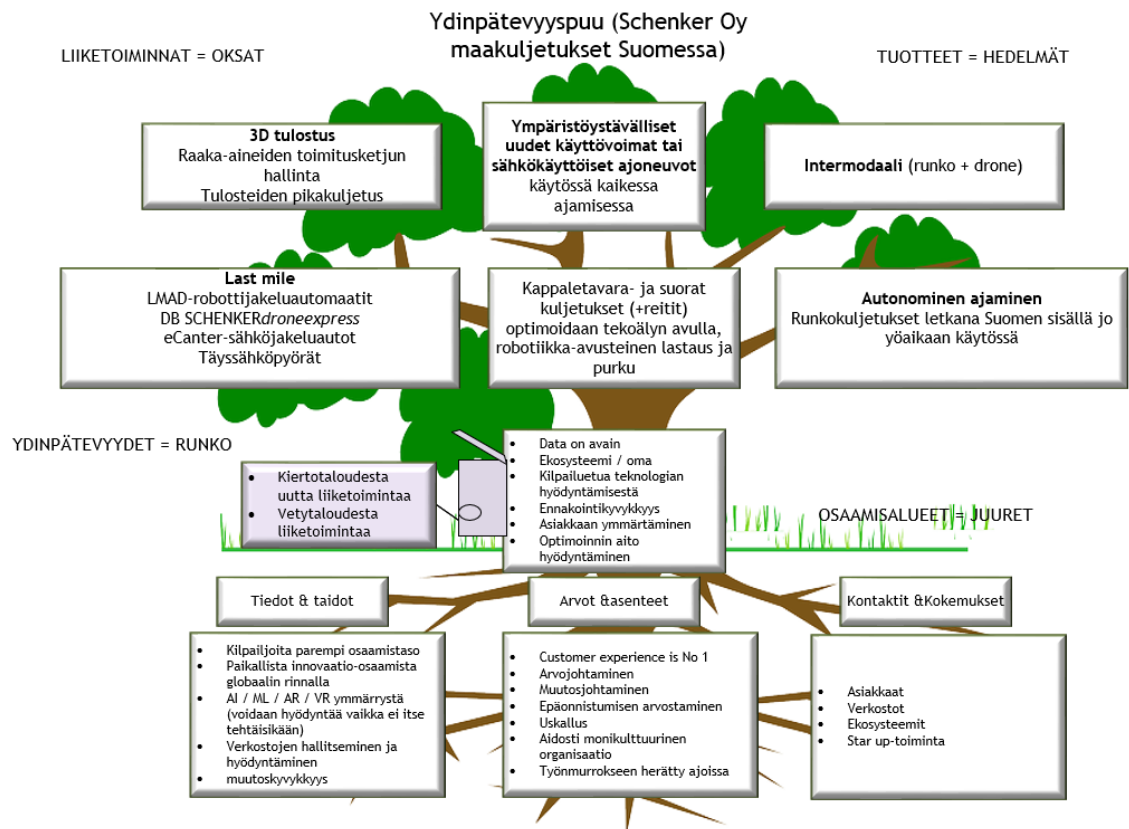 Ydinpätevyyspuu (Schenker Oy
maakuljetukset Suomessa)
LIIKETOIMINNAT = OKSAT
TUOTTEET = HEDELMÄT
3D tulostus
Raaka-aineiden toimitusketjun
hallinta
Tulosteiden pikakuljetus
Ympäristöystävälliset
uudet käyttövoimat tai
sähkökäyttöiset ajoneuvot
käytössä kaikessa
ajamisessa
Intermodaali (runko + drone)
Last mile
LMAD-robottijakeluautomaatit
DB SCHENKERdroneexpress
eCanter-sähköjakeluautot
Täyssähköpyörät
Kappaletavara- ja suorat
kuljetukset (+reitit)
optimoidaan tekoälyn avulla,
robotiikka-avusteinen lastaus ja
purku
Autonominen ajaminen
Runkokuljetukset letkana Suomen sisällä jo
yöaikaan käytössä
YDINPÄTEVYYDET = RUNKO
• Kiertotaloudesta
uutta liiketoimintaa
• Vetytaloudesta
liiketoimintaa
• Data on avain
• Ekosysteemi / oma
• Kilpailuetua teknologian
hyödyntämisestä
• Ennakointikyvykkyys
• Asiakkaan ymmärtäminen
• Optimoinnin aito
hyödyntäminen
OSAAMISALUEET = JUURET
Tiedot & taidot
Arvot &asenteet
Kontaktit &Kokemukset
• Kilpailjoita parempi osaamistaso
• Paikallista innovaatio-osaamista
globaalin rinnalla
• AI / ML / AR / VR ymmärrystä
(voidaan hyödyntää vaikka ei itse
tehtäisikään)
• Verkostojen hallitseminen ja
hyödyntäminen
• muutoskyvykkyys
• Customer experience is No 1
• Arvojohtaminen
• Muutosjohtaminen
• Epäonnistumisen arvostaminen
• Uskallus
• Aidosti monikulttuurinen
organisaatio
• Työnmurrokseen herätty ajoissa
• Asiakkaat
• Verkostot
• Ekosysteemit
• Star up-toiminta